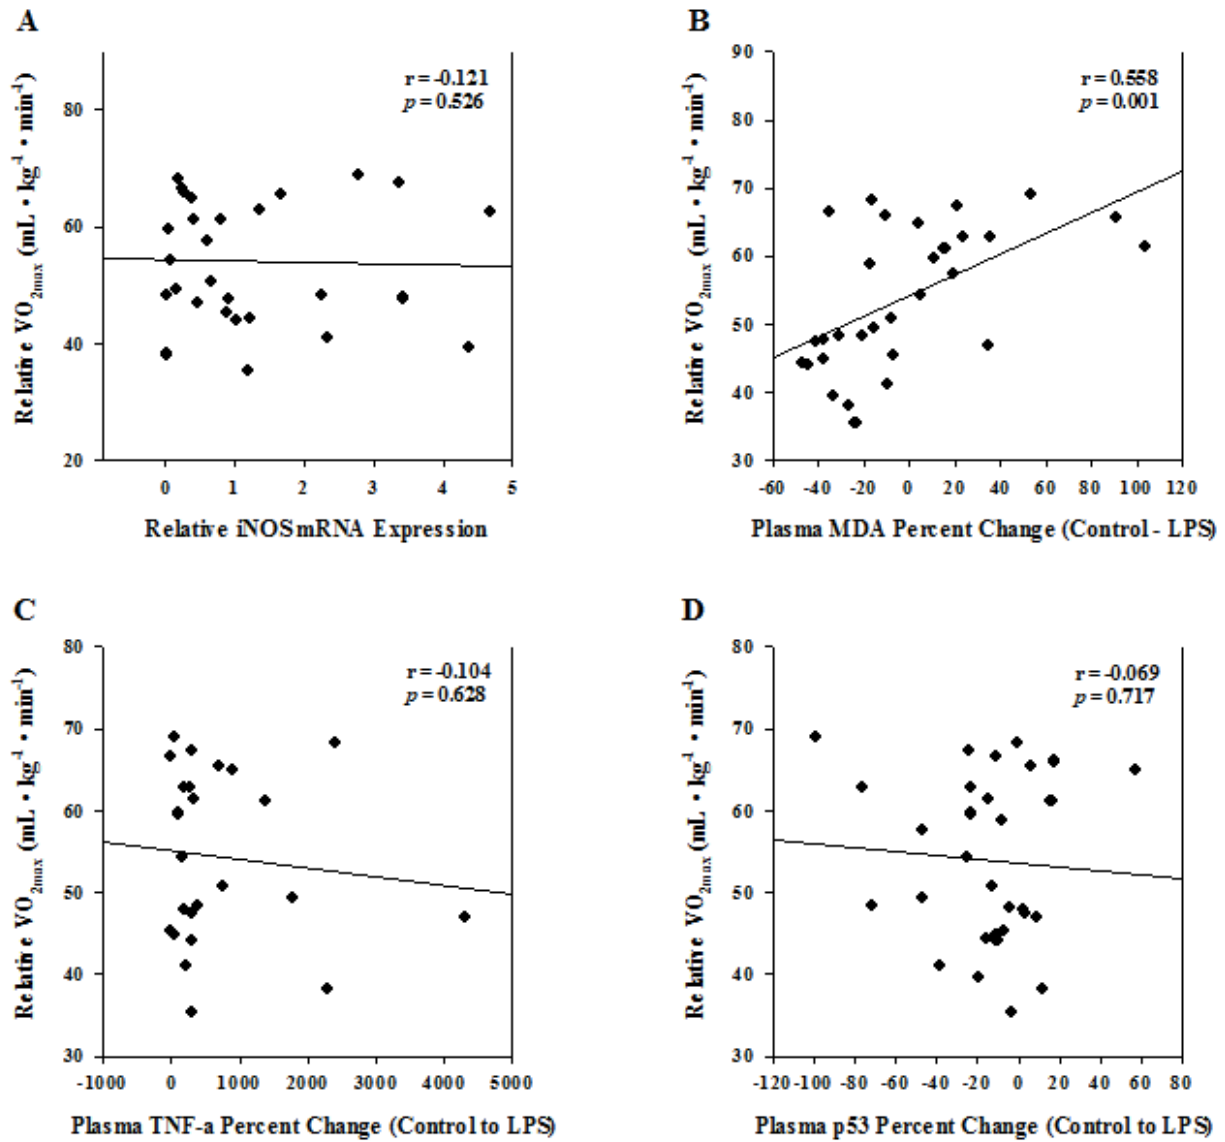 A
Relative VO2max (mL • kg-1 • min-1)
r = -0.121
p = 0.526
80
60
40
20
0 1 2 3 4 5
Relative iNOS mRNA Expression
B
Relative VO2max (mL • kg-1 • min-1)
r = 0.558
p = 0.001
90
80
70
60
50
40
30
-60 -40 -20 0 20 40 60 80 100 120
Plasma MDA Percent Change (Control - LPS)
C
Relative VO2max (mL • kg-1 • min-1)
r = -0.104
p = 0.628
80
70
60
50
40
30
-1000 0 1000 2000 3000 4000 5000
Plasma TNF-a Percent Change (Control to LPS)
D
Relative VO2max (mL • kg-1 • min-1)
r = -0.069
p = 0.717
80
70
60
50
40
30
-120 -100 -80 -60 -40 -20 0 20 40 60 80
Plasma p53 Percent Change (Control to LPS)